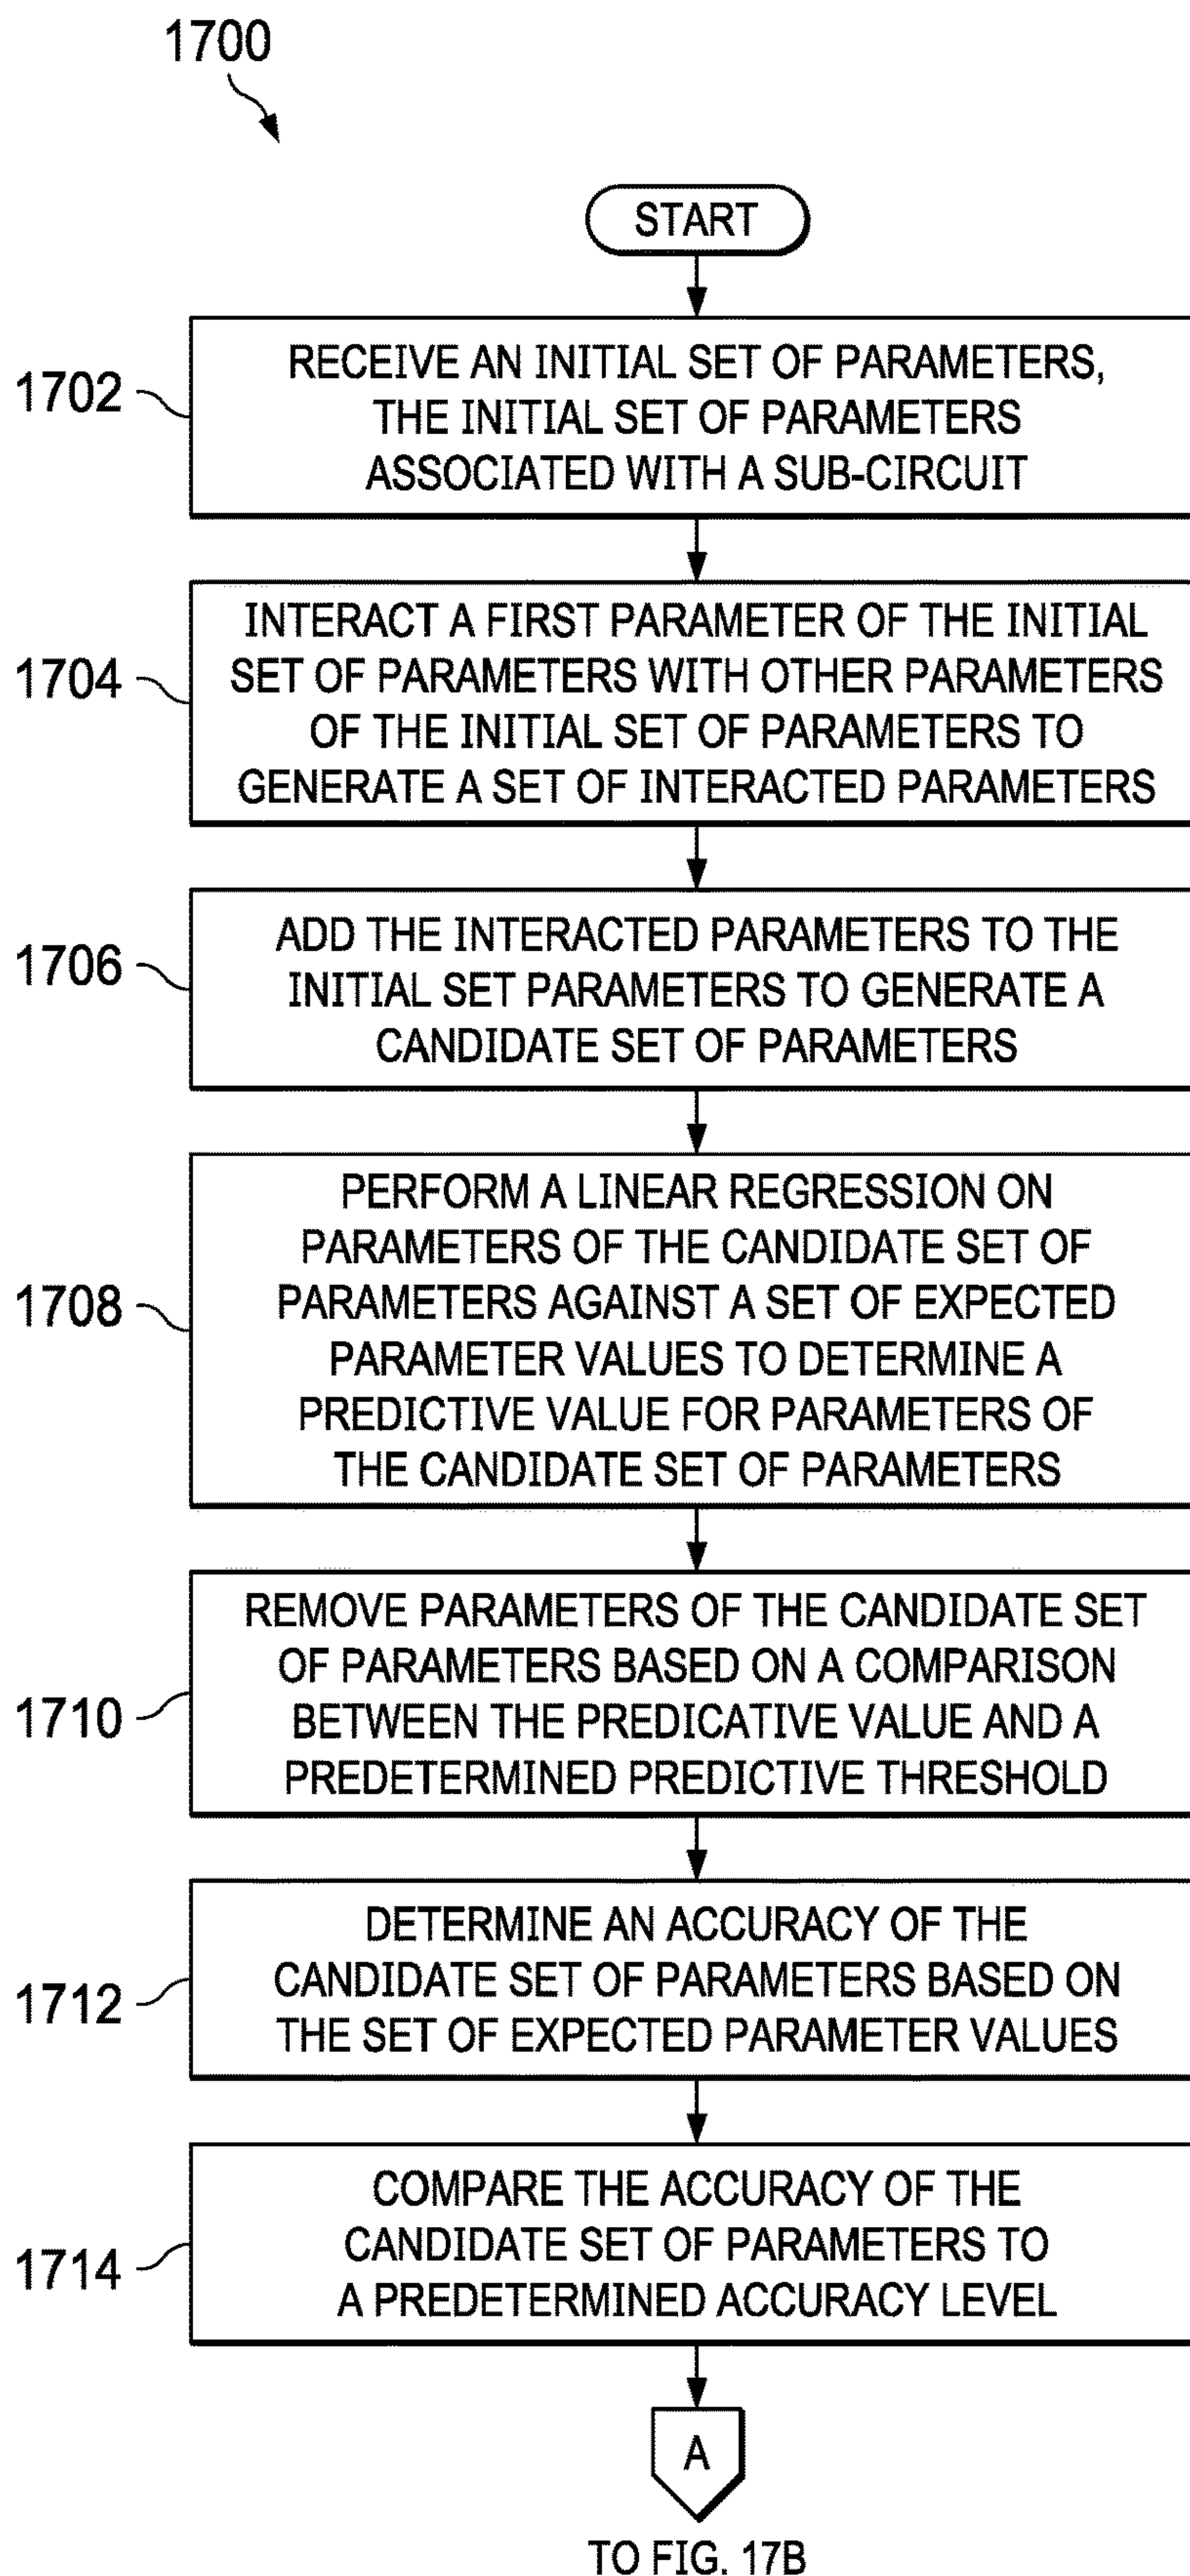 1700
START
1702
RECEIVE AN INITIAL SET OF PARAMETERS,
THE INITIAL SET OF PARAMETERS
ASSOCIATED WITH A SUB-CIRCUIT
1704
INTERACT A FIRST PARAMETER OF THE INITIAL
SET OF PARAMETERS WITH OTHER PARAMETERS
OF THE INITIAL SET OF PARAMETERS TO
GENERATE A SET OF INTERACTED PARAMETERS
1706
ADD THE INTERACTED PARAMETERS TO THE
INITIAL SET PARAMETERS TO GENERATE A
CANDIDATE SET OF PARAMETERS
1708
PERFORM A LINEAR REGRESSION ON
PARAMETERS OF THE CANDIDATE SET OF
PARAMETERS AGAINST A SET OF EXPECTED
PARAMETER VALUES TO DETERMINE A
PREDICTIVE VALUE FOR PARAMETERS OF
THE CANDIDATE SET OF PARAMETERS
1710
REMOVE PARAMETERS OF THE CANDIDATE SET
OF PARAMETERS BASED ON A COMPARISON
BETWEEN THE PREDICATIVE VALUE AND A
PREDETERMINED PREDICTIVE THRESHOLD
1712
DETERMINE AN ACCURACY OF THE
CANDIDATE SET OF PARAMETERS BASED ON
THE SET OF EXPECTED PARAMETER VALUES
1714
COMPARE THE ACCURACY OF THE
CANDIDATE SET OF PARAMETERS TO
A PREDETERMINED ACCURACY LEVEL
A
TO FIG. 17B